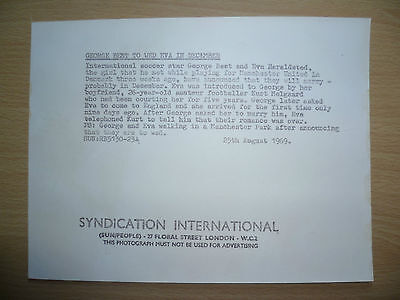 GEORGE BEST TO WED EVA IN DECEMBER
International soccer star George Best and Eva Haraldsted,
the girl that he met while playing for Manchester United in
Denmark three weeks ago, have announced that they will marry -
probably in December. Eva was introduced to George by her
boyfriend, 26-year-old amateur footballer Kurt Melgaard
who had been courting her for five years. George later asked
Eva to come to England and she arrived for the first time only
nine days ago. After George asked her to marry him, Eva
telephoned Kurt to tell him that their romance was over.
PS: George and Eva walking in a Manchester Park after announcing
that they are to wed.
25th August 1969.
SYNDICATION INTERNATIONAL
(SUN/PEOPLE) - 27 FLORAL STREET LONDON - W.C.2
THIS PHOTOGRAPH MUST NOT BE USED FOR ADVERTISING